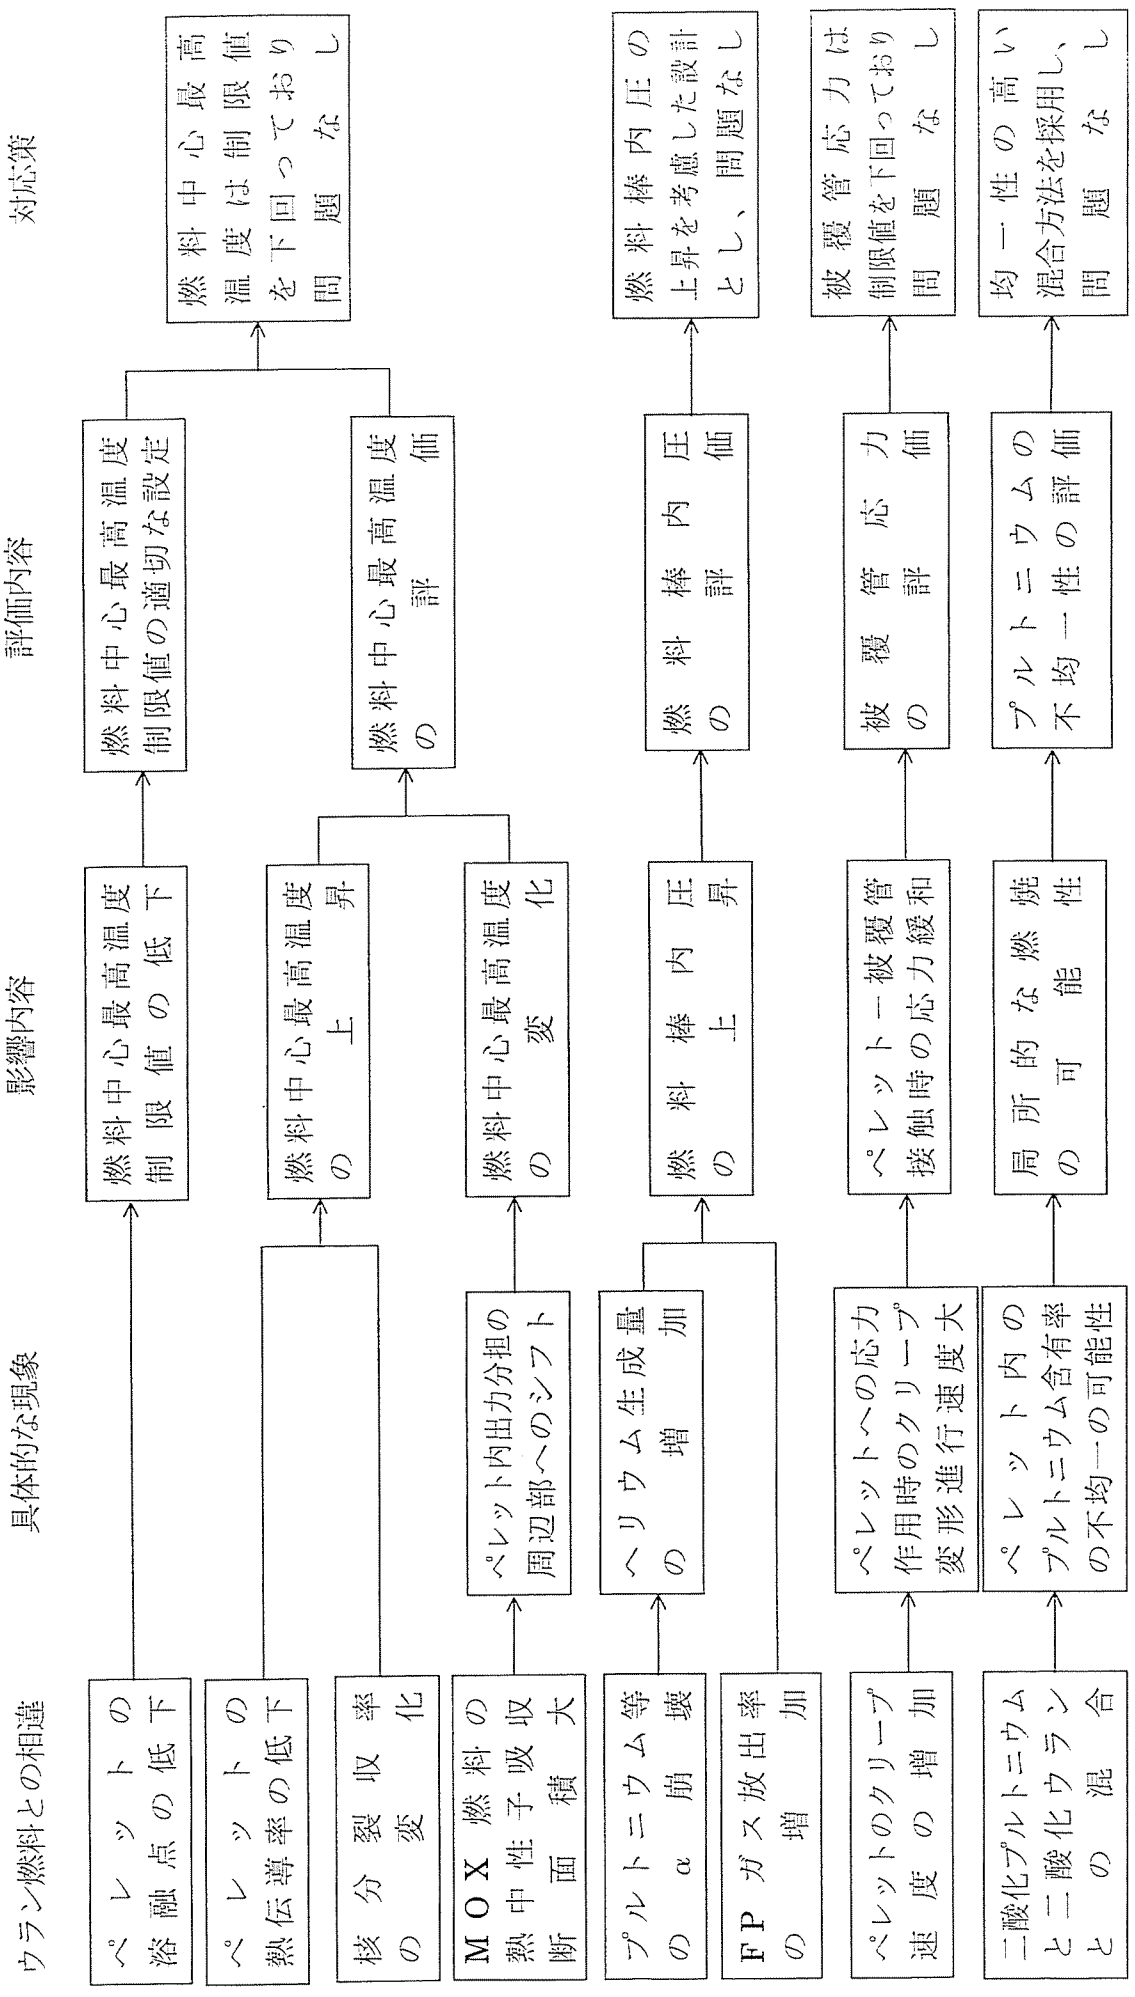 ウラン燃料との相違
具体的な現象
影響内容
評価内容
対応策
ペレットの
溶融点の低下
燃料中心最高温度
制限値の低下
燃料中心最高温度
制限値の適切な設定
燃料中心最高
温度は制限値
を下回っており
問題なし
ペレットの
熱伝導率の低下
核分裂収率
の変化
燃料中心最高温度
の上昇
燃料中心最高温度
の評価
MOX燃料の
熱中性子吸収
断面積大
ペレット内出力分担の
周辺部へのシフト
燃料中心最高温度
の変化
プルトニウム等
のα崩壊
ヘリウム生成量
の増加
燃料棒内圧
の上昇
燃料棒内圧
の評価
燃料棒内圧の
上昇を考慮した設計
とし、問題なし
FPガス放出率
の増加
ペレットのクリープ
速度の増加
ペレットへの応力
作用時のクリープ
変形進行速度大
ペレットー被覆管
接触時の応力緩和
被覆管応力
の評価
被覆管応力は
制限値を下回っており
問題なし
二酸化プルトニウム
と二酸化ウラン
との混合
ペレット内の
プルトニウム含有率
の不均一の可能性
局所的な燃焼
の可能性
プルトニウムの
不均一性の評価
均一性の高い
混合方法を採用し、
問題なし